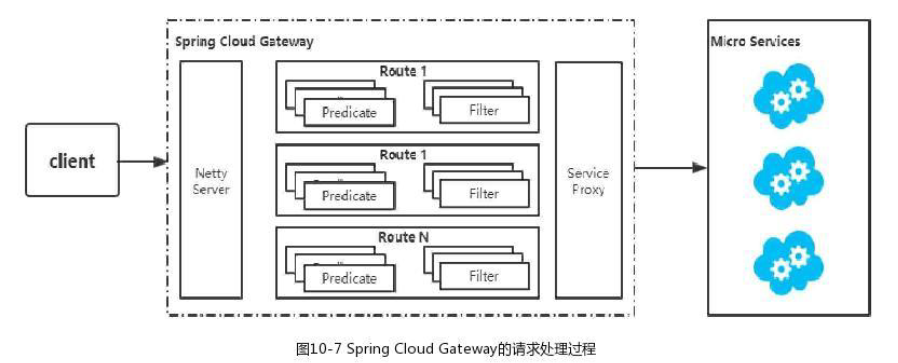 Spring Cloud Gateway
Micro Services
client
Netty
Server
Route 1
Predicate
Filter
Route 1
Predicate
Filter
Route N
Predicate
Filter
Service
Proxy
图10-7 Spring Cloud Gateway的请求处理过程